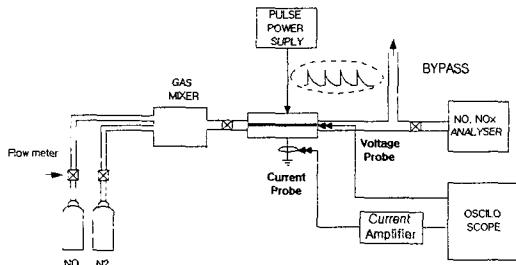 PULSE
POWER
SUPLY
GAS
MIXER
BYPASS
NO, NOx
ANALYSER
Flow meter
Voltage
Probe
Current
Probe
Current
Amplifier
OSCILO
SCOPE
NO
N2